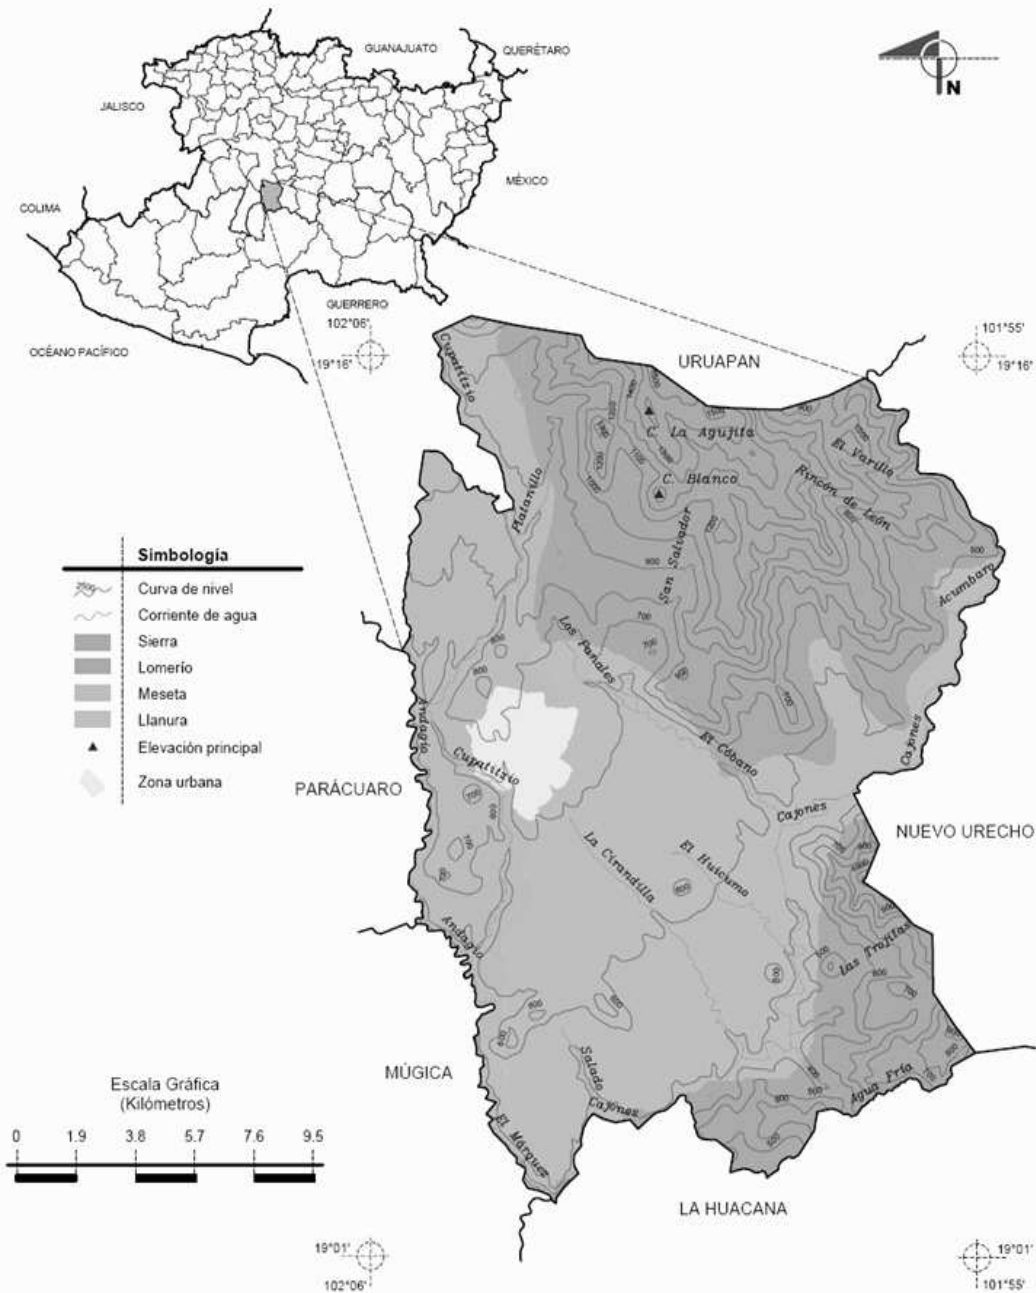 GUANAJUATO
QUERÉTARO
JALISCO
MÉXICO
COLIMA
GUERRERO
OCÉANO PACÍFICO
N
102°06'
19°16'
101°55'
19°16'
URUAPAN
Cupatitzio
C. La Agujita
El Varillo
C. Blanco
Rincón de León
Platanillo
San Salvador
Acumbaro
Los Pañales
Simbología
Curva de nivel
Corriente de agua
Sierra
Lomerío
Meseta
Llanura
Elevación principal
Zona urbana
Andagio
Cupatitzio
El Cóbano
Cajones
Cajones
PARÁCUARO
NUEVO URECHO
La Cirandilla
El Huicumo
Andagio
Las Trojitas
MÚGICA
Salado
Cajones
Agua Fría
El Márquez
LA HUACANA
Escala Gráfica
(Kilómetros)
0 1.9 3.8 5.7 7.6 9.5
19°01'
102°06'
19°01'
101°55'